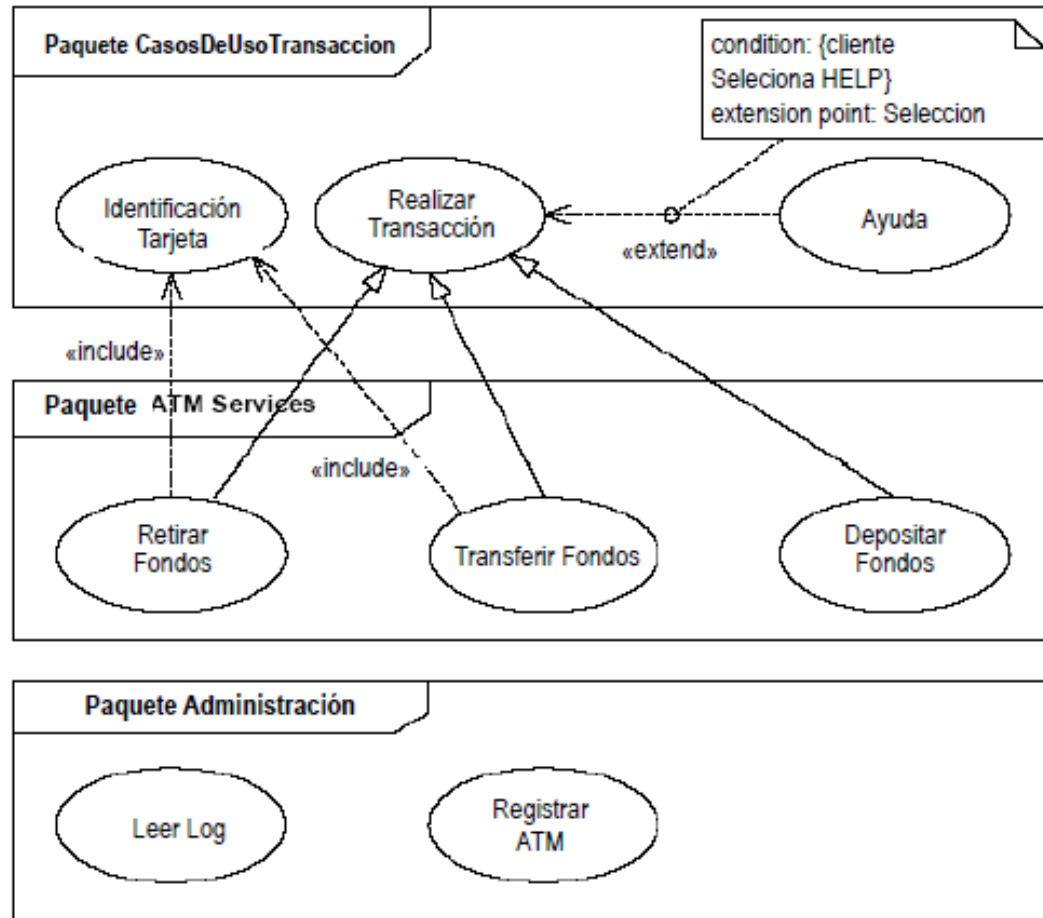 Paquete CasosDeUsoTransaccion
condition: {cliente
Seleciona HELP}
extension point: Seleccion
Identificación
Tarjeta
Realizar
Transacción
Ayuda
«extend»
«include»
Paquete ATM Services
«include»
Retirar
Fondos
Transferir Fondos
Depositar
Fondos
Paquete Administración
Leer Log
Registrar
ATM